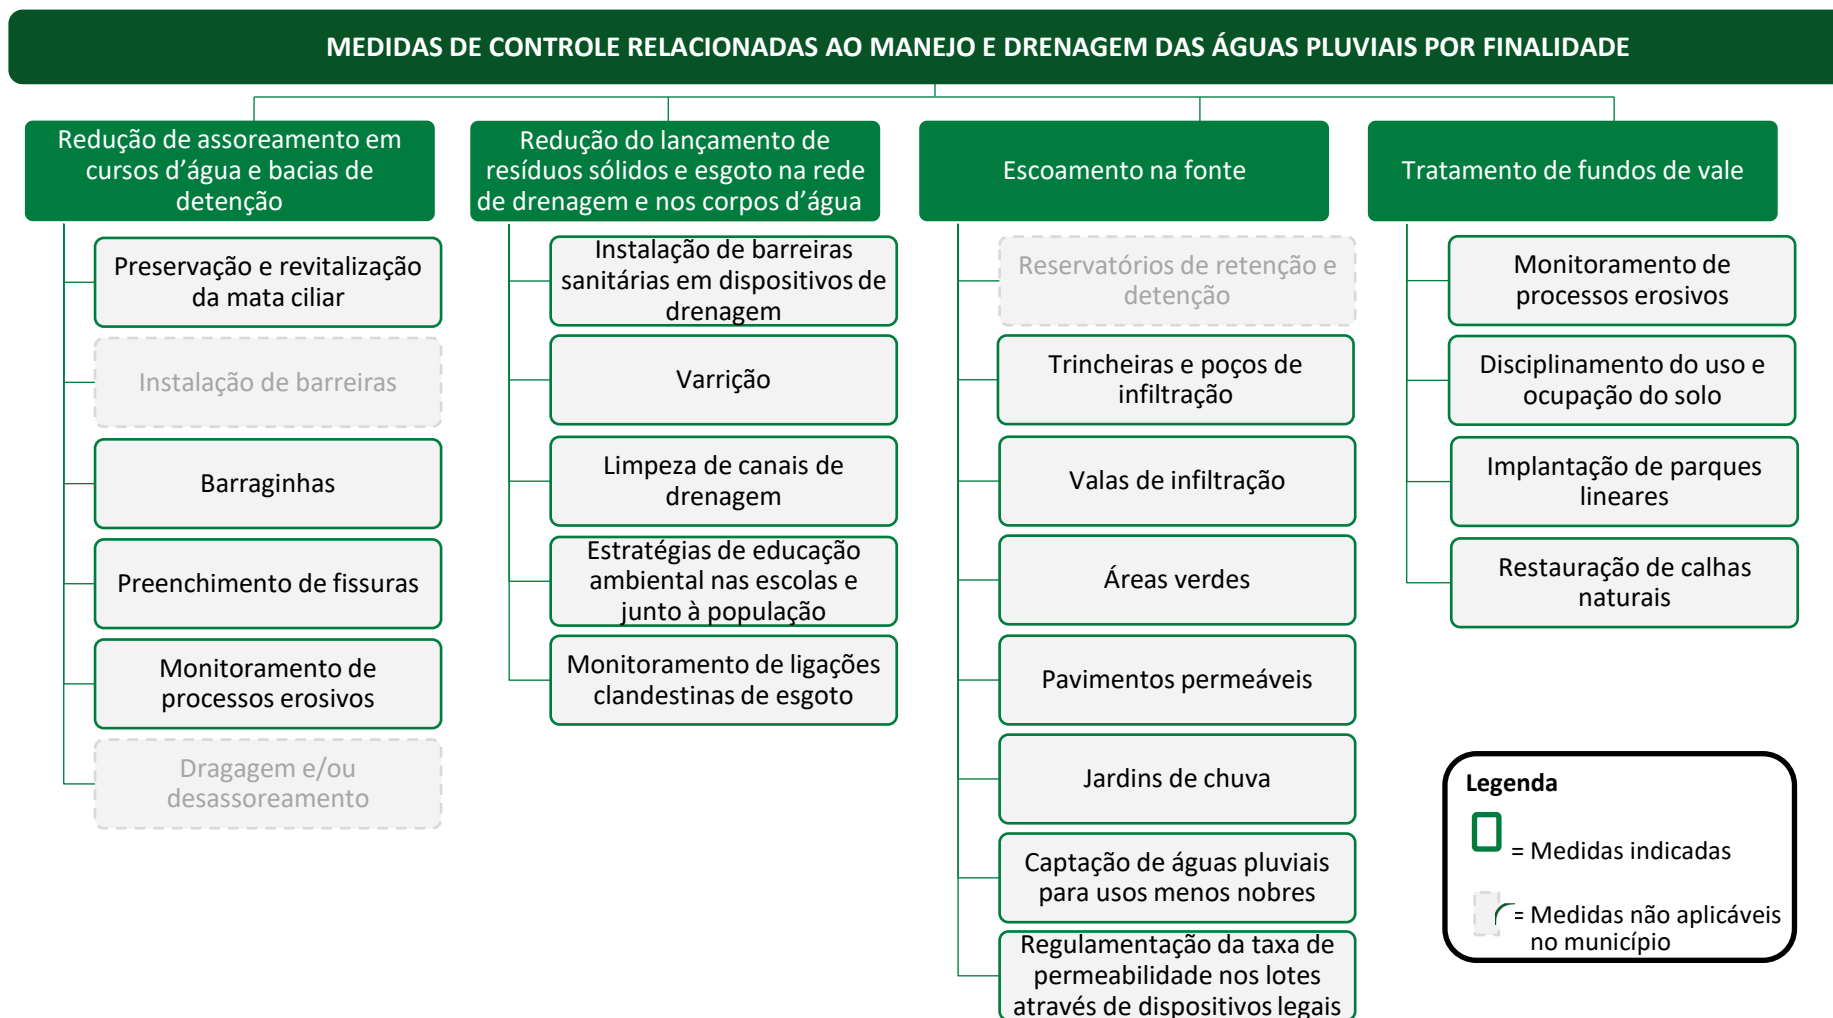 MEDIDAS DE CONTROLE RELACIONADAS AO MANEJO E DRENAGEM DAS ÁGUAS PLUVIAIS POR FINALIDADE
Redução de assoreamento em
cursos d'água e bacias de
detenção
Preservação e revitalização
da mata ciliar
Instalação de barreiras
Barraginhas
Preenchimento de fissuras
Monitoramento de
processos erosivos
Dragagem e/ou
desassoreamento
Redução do lançamento de
resíduos sólidos e esgoto na rede
de drenagem e nos corpos d'água
Instalação de barreiras
sanitárias em dispositivos de
drenagem
Varrição
Limpeza de canais de
drenagem
Estratégias de educação
ambiental nas escolas e
junto à população
Monitoramento de ligações
clandestinas de esgoto
Escoamento na fonte
Reservatórios de retenção e
detenção
Trincheiras e poços de
infiltração
Valas de infiltração
Áreas verdes
Pavimentos permeáveis
Jardins de chuva
Captação de águas pluviais
para usos menos nobres
Regulamentação da taxa de
permeabilidade nos lotes
através de dispositivos legais
Tratamento de fundos de vale
Monitoramento de
processos erosivos
Disciplinamento do uso e
ocupação do solo
Implantação de parques
lineares
Restauração de calhas
naturais
Legenda
= Medidas indicadas
= Medidas não aplicáveis
no município